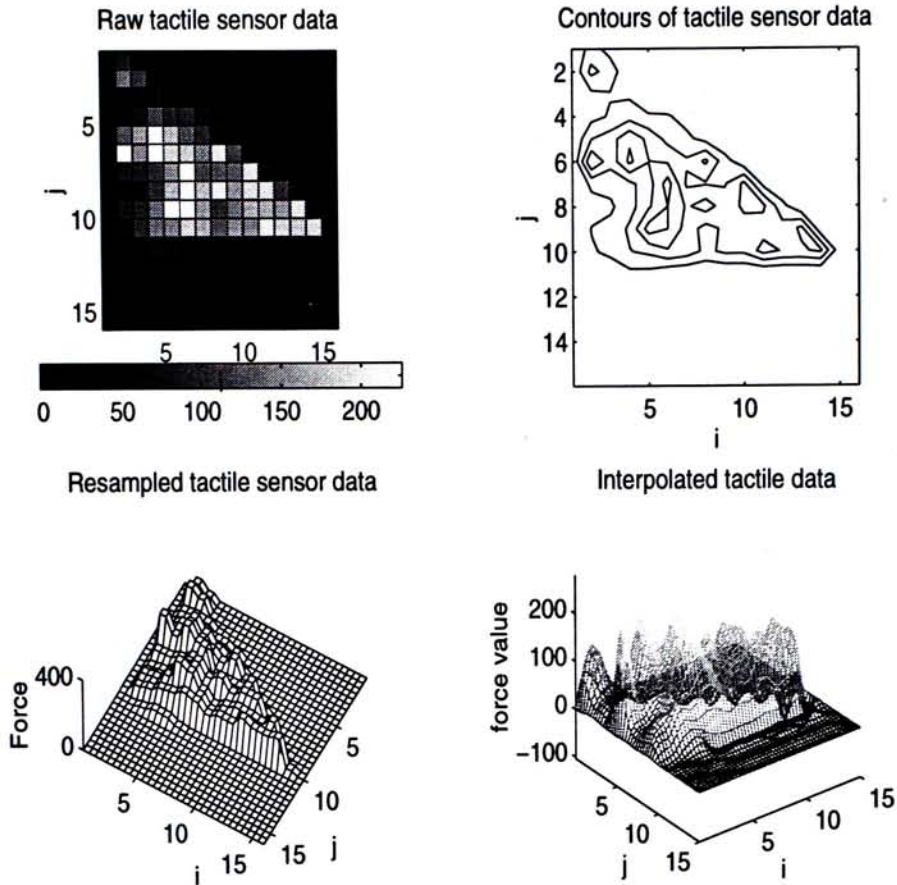 Raw tactile sensor data
5
10
15
j
5 10 15
0 50 100 150 200
Contours of tactile sensor data
2
4
6
8
10
12
14
j
5 10 15
i
Resampled tactile sensor data
400
0
Force
5
10
15
i
5
10
15
j
Interpolated tactile data
200
100
0
-100
force value
5
10
15
j
5
10
15
i